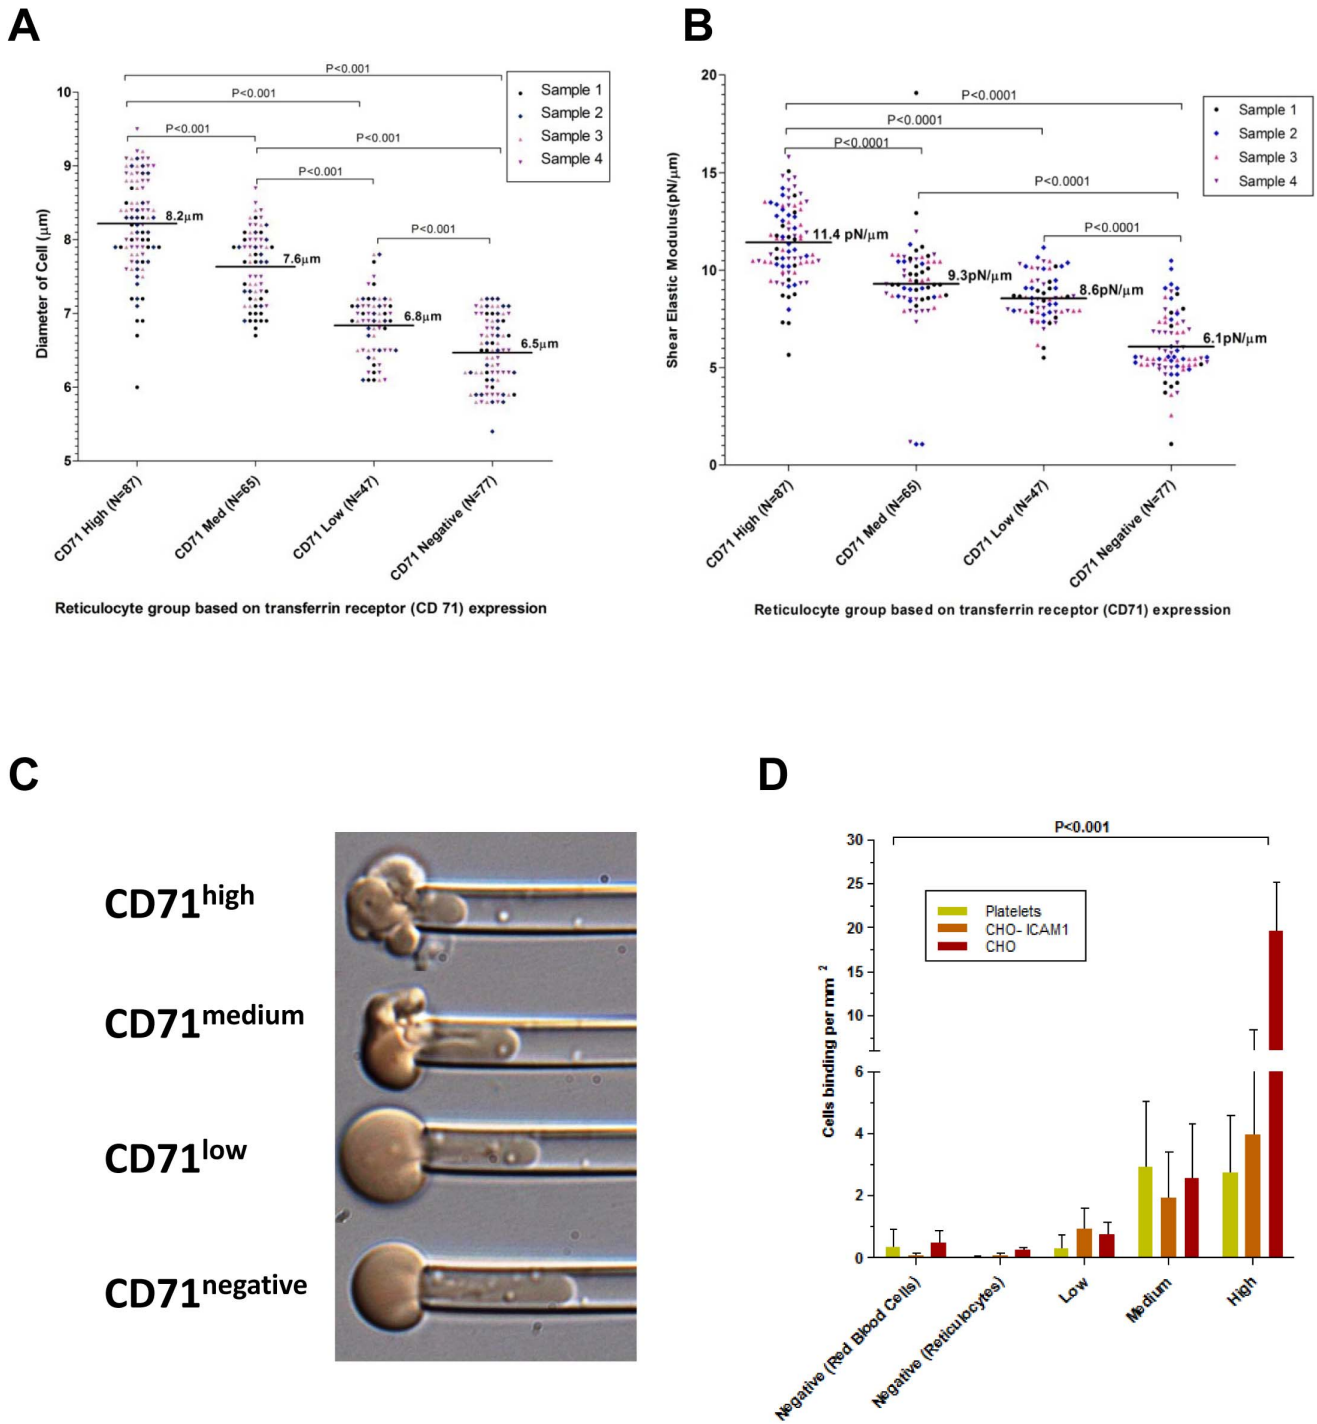 A
P<0.001
P<0.001
P<0.001
P<0.001
P<0.001
P<0.001
Sample 1
Sample 2
Sample 3
Sample 4
Diameter of Cell (μm)
10
9
8
7
6
5
8.2μm
7.6μm
6.8μm
6.5μm
CD71 High (N=87)
CD71 Med (N=65)
CD71 Low (N=47)
CD71 Negative (N=77)
Reticulocyte group based on transferrin receptor (CD 71) expression
B
P<0.0001
P<0.0001
P<0.0001
P<0.0001
P<0.0001
Sample 1
Sample 2
Sample 3
Sample 4
Shear Elastic Modulus(pN/μm)
20
15
10
5
0
11.4 pN/μm
9.3pN/μm
8.6pN/μm
6.1pN/μm
CD71 High (N=87)
CD71 Med (N=65)
CD71 Low (N=47)
CD71 Negative (N=77)
Reticulocyte group based on transferrin receptor (CD71) expression
C
CD71high
CD71medium
CD71low
CD71negative
D
P<0.001
Platelets
CHO- ICAM1
CHO
Cells binding per mm 2
30
25
20
15
10
6
4
2
0
Negative (Red Blood Cells)
Negative (Reticulocytes)
Low
Medium
High